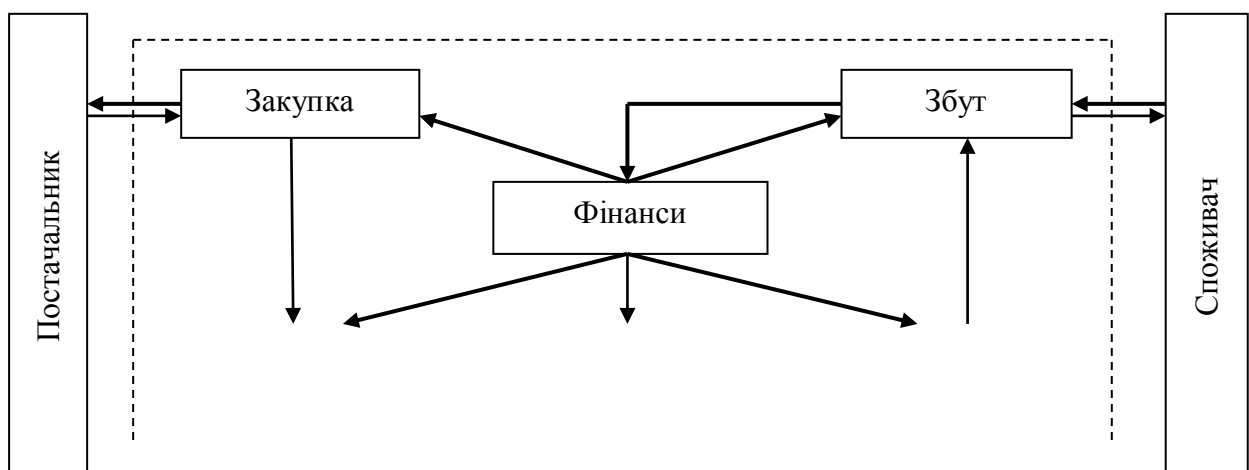 Постачальник
Закупка
Збут
Фінанси
Споживач